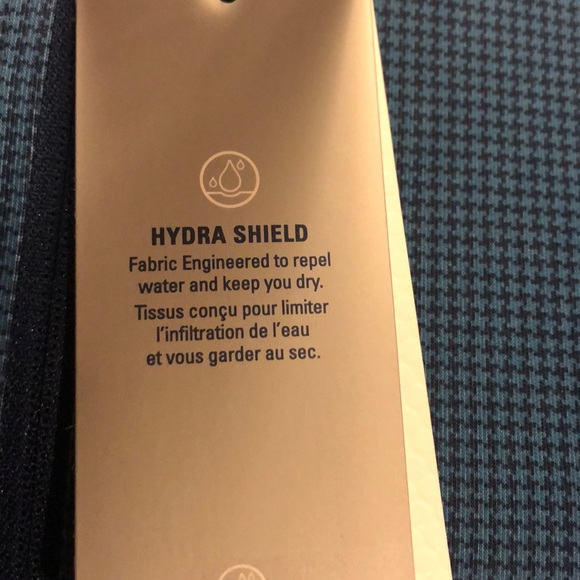 HYDRA SHIELD
Fabric Engineered to repel
water and keep you dry.
Tissus conçu pour limiter
l'infiltration de l'eau
et vous garder au sec.